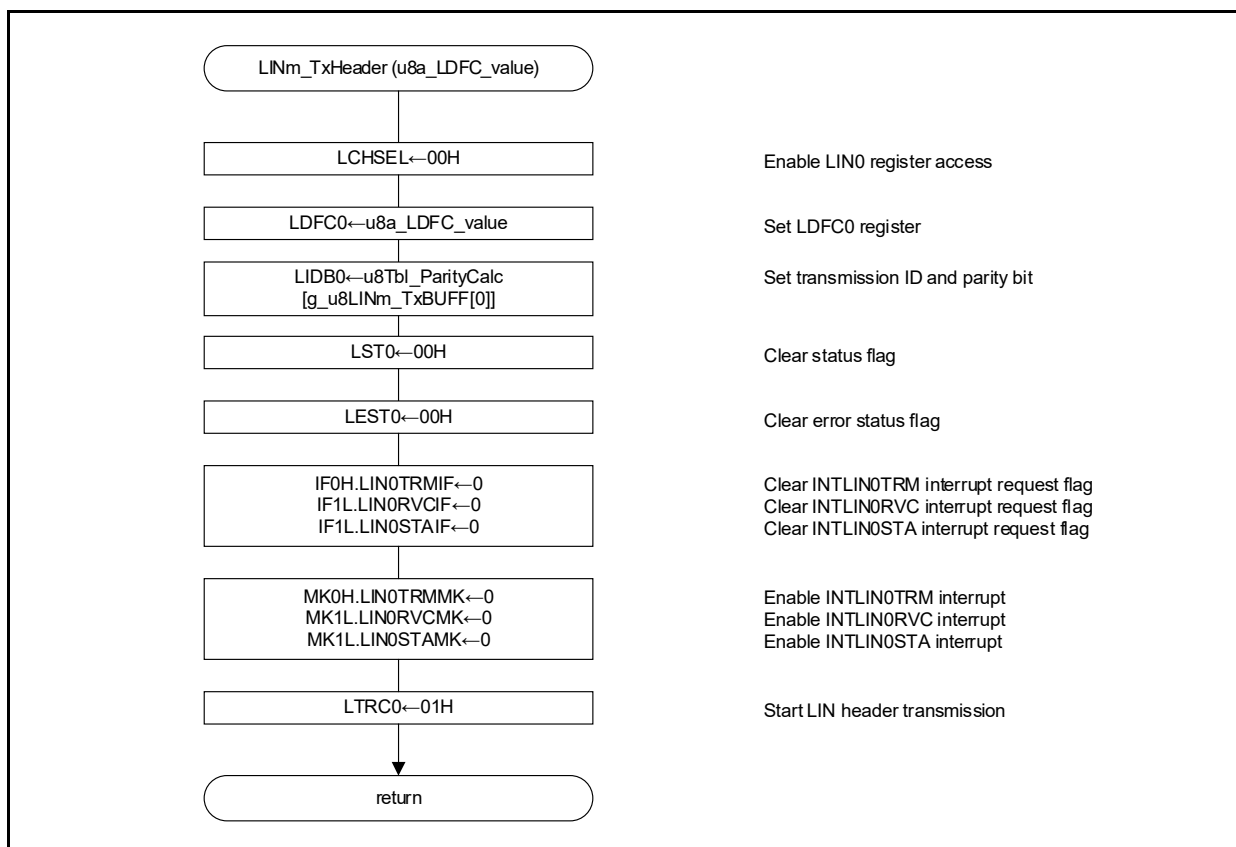 LINm_TxHeader (u8a_LDFC_value)
LCHSEL←00H
Enable LIN0 register access
LDFC0←u8a_LDFC_value
Set LDFC0 register
LIDB0←u8Tbl_ParityCalc
[g_u8LINm_TxBUFF[0]]
Set transmission ID and parity bit
LST0←00H
Clear status flag
LEST0←00H
Clear error status flag
IF0H.LIN0TRMIF←0
IF1L.LIN0RVCIF←0
IF1L.LIN0STAIF←0
Clear INTLIN0TRM interrupt request flag
Clear INTLIN0RVC interrupt request flag
Clear INTLIN0STA interrupt request flag
MK0H.LIN0TRMMK←0
MK1L.LIN0RVCMK←0
MK1L.LIN0STAMK←0
Enable INTLIN0TRM interrupt
Enable INTLIN0RVC interrupt
Enable INTLIN0STA interrupt
LTRC0←01H
Start LIN header transmission
return